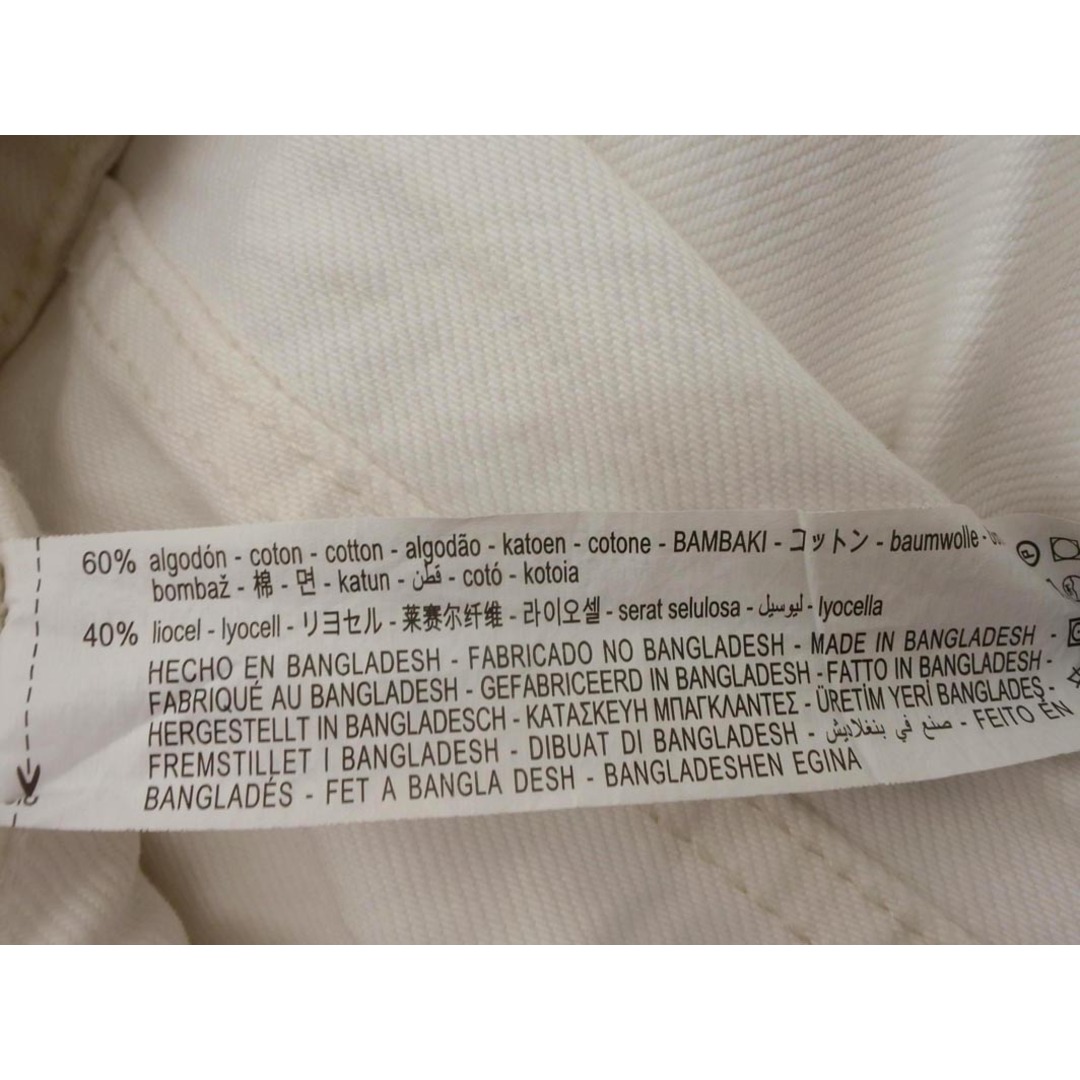 60% algodón - coton - cotton - algodão - katoen - cotone - BAMBAKI - コットン - baumwolle -
bombaž - 棉 - 면 - katun - قطن - cotó - kotoia
40% liocel - lyocell - リヨセル - 莱赛尔纤维 - 라이오셀 - serat selulosa - ليوسيل - lyocella
HECHO EN BANGLADESH - FABRICADO NO BANGLADESH - MADE IN BANGLADESH -
FABRIQUÉ AU BANGLADESH - GEFABRICEERD IN BANGLADESH - FATTO IN BANGLADESH -
HERGESTELLT IN BANGLADESCH - ΚΑΤΑΣΚΕΥΗ ΜΠΑΓΚΛΑΝΤΕΣ - ÜRETİM YERİ BANGLADEŞ -
FREMSTILLET I BANGLADESH - DIBUAT DI BANGLADESH - صنع في بنغلاديش - FEITO EN
BANGLADÉS - FET A BANGLA DESH - BANGLADESHEN EGINA